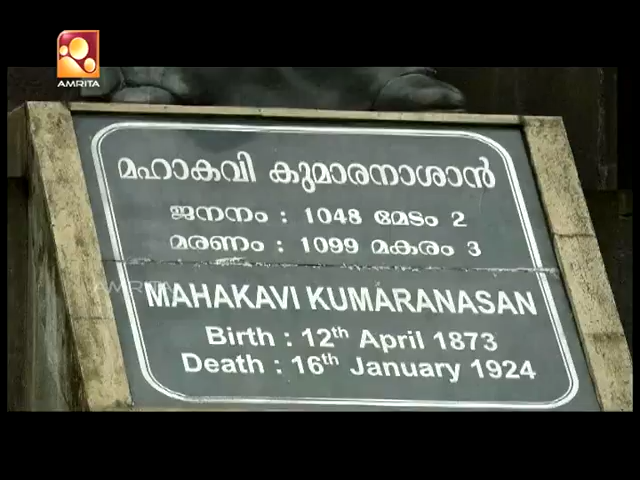 AMRITA
മഹാകവി കുമാരനാശാൻ
ജനനം : 1048 മേടം 2
മരണം : 1099 മകരം 3
AMRITA
MAHAKAVI KUMARANASAN
Birth : 12th April 1873
Death : 16th January 1924